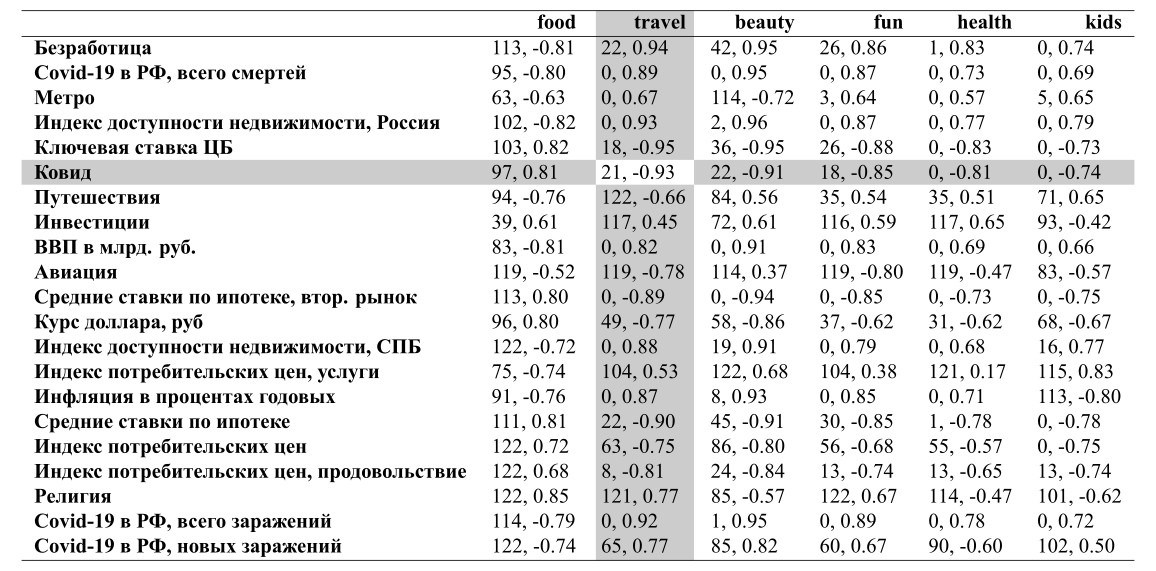 food travel beauty fun health kids
Безработица 113, -0.81 22, 0.94 42, 0.95 26, 0.86 1, 0.83 0, 0.74
Covid-19 в РФ, всего смертей 95, -0.80 0, 0.89 0, 0.95 0, 0.87 0, 0.73 0, 0.69
Метро 63, -0.63 0, 0.67 114, -0.72 3, 0.64 0, 0.57 5, 0.65
Индекс доступности недвижимости, Россия 102, -0.82 0, 0.93 2, 0.96 0, 0.87 0, 0.77 0, 0.79
Ключевая ставка ЦБ 103, 0.82 18, -0.95 36, -0.95 26, -0.88 0, -0.83 0, -0.73
Ковид 97, 0.81 21, -0.93 22, -0.91 18, -0.85 0, -0.81 0, -0.74
Путешествия 94, -0.76 122, -0.66 84, 0.56 35, 0.54 35, 0.51 71, 0.65
Инвестиции 39, 0.61 117, 0.45 72, 0.61 116, 0.59 117, 0.65 93, -0.42
ВВП в млрд. руб. 83, -0.81 0, 0.82 0, 0.91 0, 0.83 0, 0.69 0, 0.66
Авиация 119, -0.52 119, -0.78 114, 0.37 119, -0.80 119, -0.47 83, -0.57
Средние ставки по ипотеке, втор. рынок 113, 0.80 0, -0.89 0, -0.94 0, -0.85 0, -0.73 0, -0.75
Курс доллара, руб 96, 0.80 49, -0.77 58, -0.86 37, -0.62 31, -0.62 68, -0.67
Индекс доступности недвижимости, СПБ 122, -0.72 0, 0.88 19, 0.91 0, 0.79 0, 0.68 16, 0.77
Индекс потребительских цен, услуги 75, -0.74 104, 0.53 122, 0.68 104, 0.38 121, 0.17 115, 0.83
Инфляция в процентах годовых 91, -0.76 0, 0.87 8, 0.93 0, 0.85 0, 0.71 113, -0.80
Средние ставки по ипотеке 111, 0.81 22, -0.90 45, -0.91 30, -0.85 1, -0.78 0, -0.78
Индекс потребительских цен 122, 0.72 63, -0.75 86, -0.80 56, -0.68 55, -0.57 0, -0.75
Индекс потребительских цен, продовольствие 122, 0.68 8, -0.81 24, -0.84 13, -0.74 13, -0.65 13, -0.74
Религия 122, 0.85 121, 0.77 85, -0.57 122, 0.67 114, -0.47 101, -0.62
Covid-19 в РФ, всего заражений 114, -0.79 0, 0.92 1, 0.95 0, 0.89 0, 0.78 0, 0.72
Covid-19 в РФ, новых заражений 122, -0.74 65, 0.77 85, 0.82 60, 0.67 90, -0.60 102, 0.50